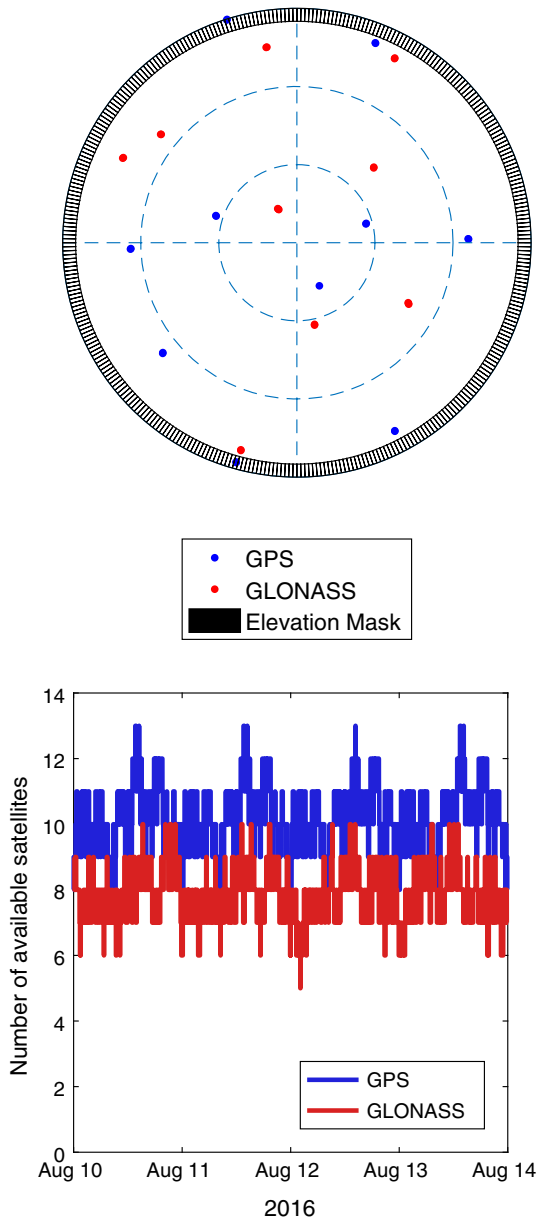 GPS
GLONASS
Elevation Mask
14
12
10
8
6
4
2
0
Number of available satellites
GPS
GLONASS
Aug 10 Aug 11 Aug 12 Aug 13 Aug 14
2016